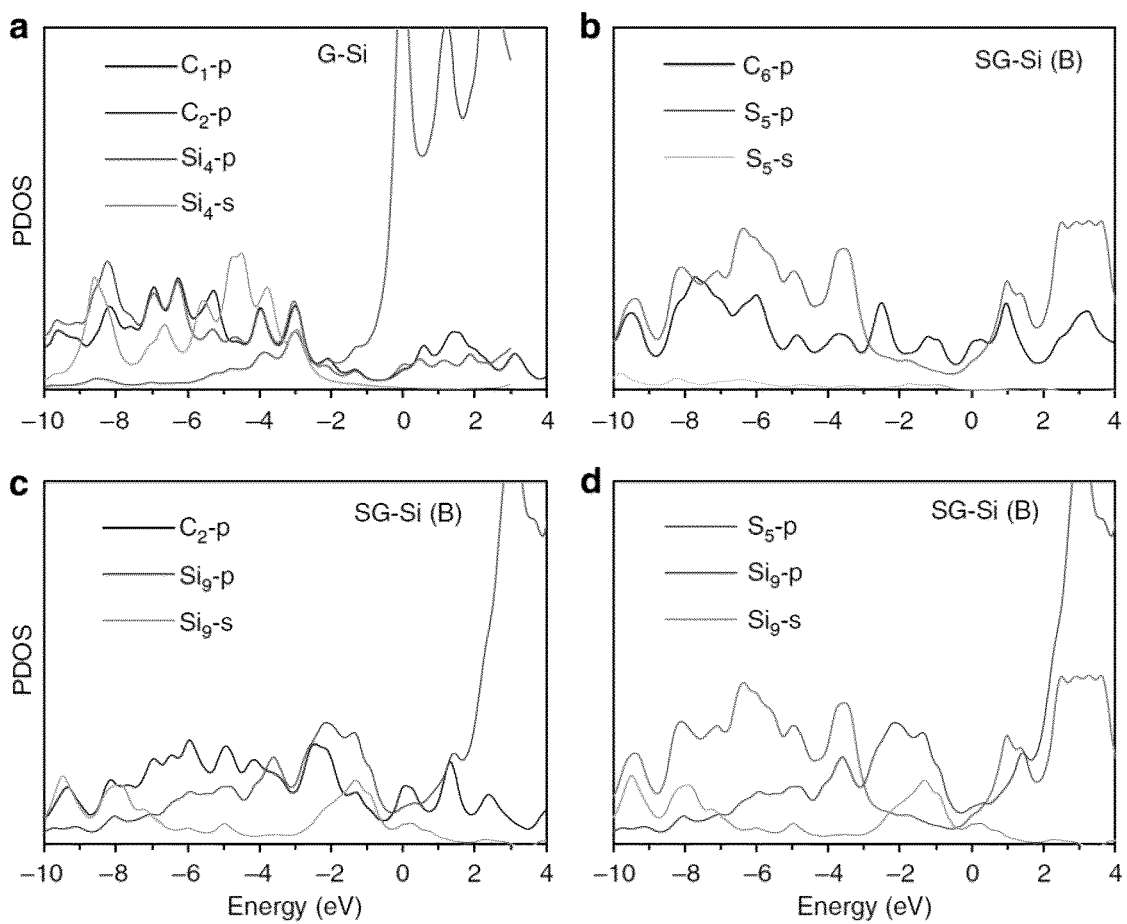 a
G-Si
C1-p
C2-p
Si4-p
Si4-s
PDOS
–10 –8 –6 –4 –2 0 2 4
b
SG-Si (B)
C6-p
S5-p
S5-s
–10 –8 –6 –4 –2 0 2 4
c
SG-Si (B)
C2-p
Si9-p
Si9-s
PDOS
–10 –8 –6 –4 –2 0 2 4
Energy (eV)
d
SG-Si (B)
S5-p
Si9-p
Si9-s
–10 –8 –6 –4 –2 0 2 4
Energy (eV)